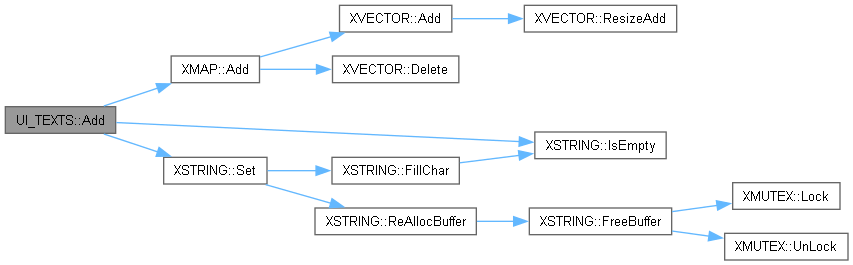 XVECTOR::Add
XVECTOR::ResizeAdd
XMAP::Add
XVECTOR::Delete
UI_TEXTS::Add
XSTRING::IsEmpty
XSTRING::Set
XSTRING::FillChar
XMUTEX::Lock
XSTRING::ReAllocBuffer
XSTRING::FreeBuffer
XMUTEX::UnLock